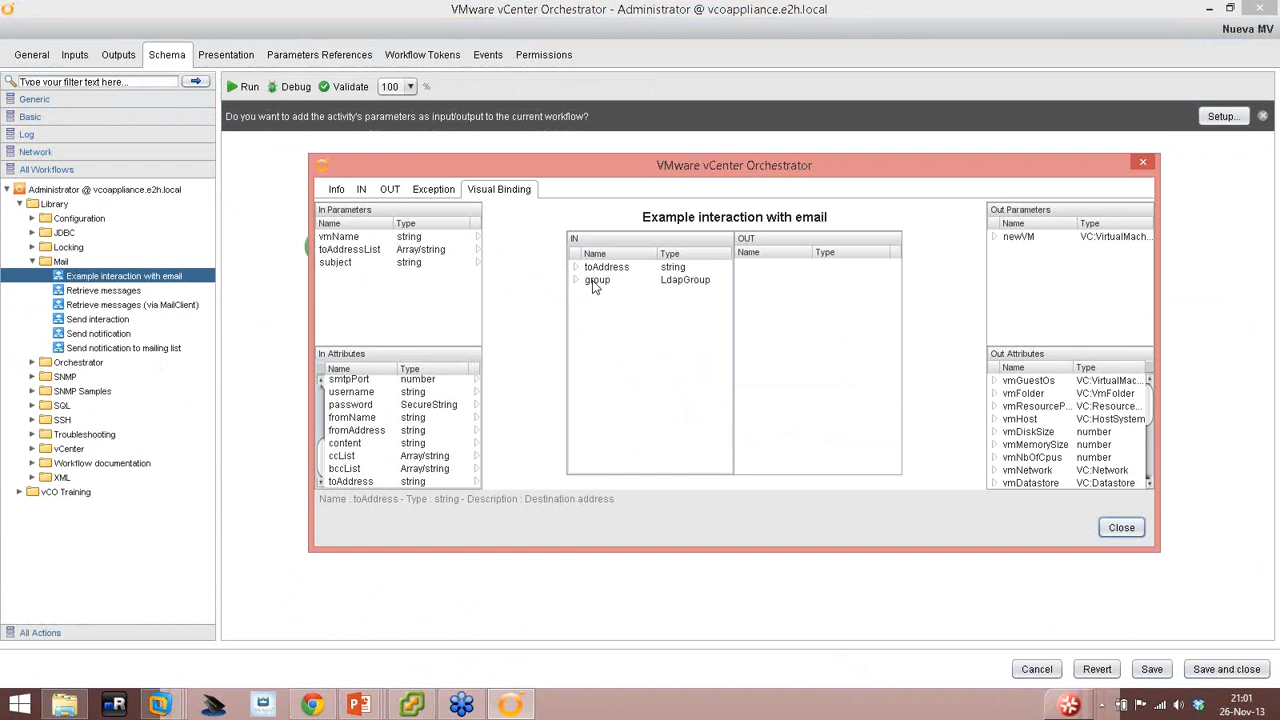 VMware vCenter Orchestrator - Administrator @ vcoappliance.e2h.local
Nueva MV
General Inputs Outputs Schema Presentation Parameters References Workflow Tokens Events Permissions
Type your filter text here...
Generic
Basic
Log
Network
All Workflows
Administrator @ vcoappliance.e2h.local
Library
Configuration
JDBC
Locking
Mail
Example interaction with email
Retrieve messages
Retrieve messages (via MailClient)
Send interaction
Send notification
Send notification to mailing list
Orchestrator
SNMP
SNMP Samples
SQL
SSH
Troubleshooting
vCenter
Workflow documentation
XML
vCO Training
All Actions
Run Debug Validate 100 %
Do you want to add the activity's parameters as input/output to the current workflow? Setup...
VMware vCenter Orchestrator
Info IN OUT Exception Visual Binding
In Parameters
Name Type
vmName string
toAddressList Array/string
subject string
In Attributes
Name Type
smtpPort number
username string
password SecureString
fromName string
fromAddress string
content string
ccList Array/string
bccList Array/string
toAddress string
Example interaction with email
IN OUT
Name Type Name Type
toAddress string
group LdapGroup
Out Parameters
Name Type
newVM VC:VirtualMach...
Out Attributes
Name Type
vmGuestOs VC:VirtualMac...
vmFolder VC:VmFolder
vmResourceP... VC:Resource...
vmHost VC:HostSystem
vmDiskSize number
vmMemorySize number
vmNbOfCpus number
vmNetwork VC:Network
vmDatastore VC:Datastore
Name : toAddress - Type : string - Description : Destination address
Close
Cancel Revert Save Save and close
21:01
26-Nov-13